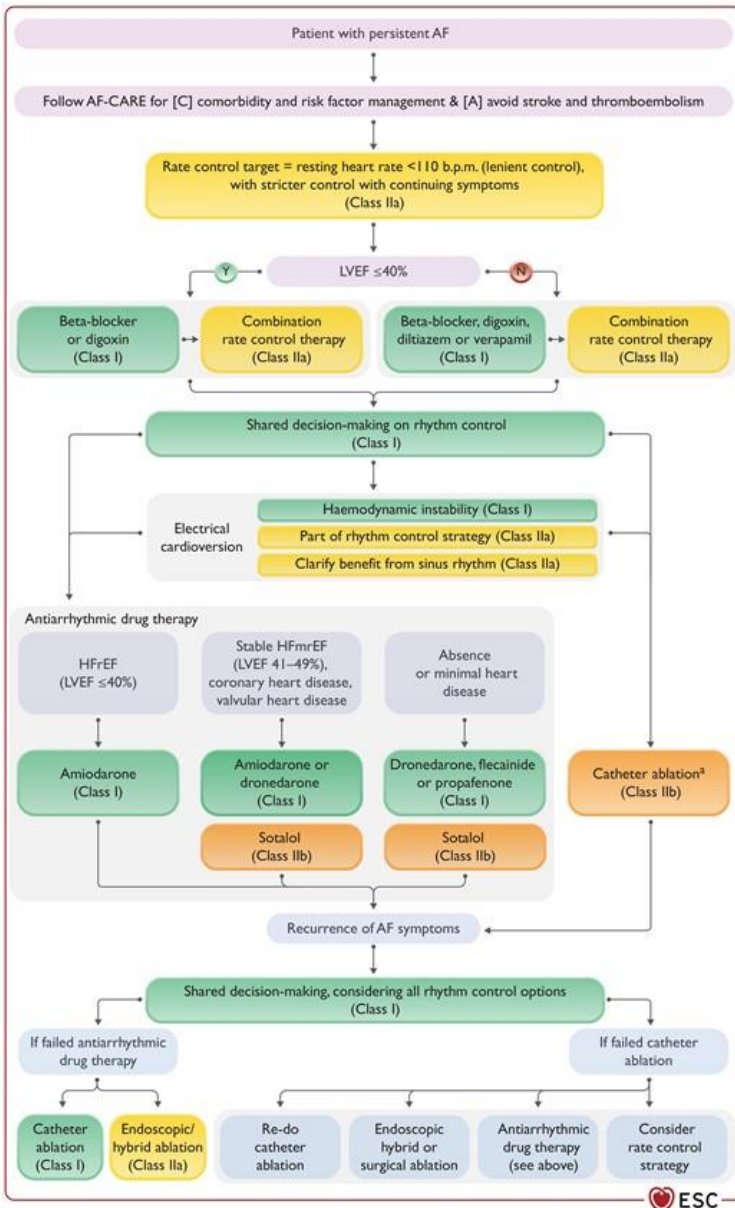 Patient with persistent AF
Follow AF-CARE for [C] comorbidity and risk factor management & [A] avoid stroke and thromboembolism
Rate control target = resting heart rate <110 b.p.m. (lenient control),
with stricter control with continuing symptoms
(Class IIa)
Y
LVEF ≤40%
N
Beta-blocker
or digoxin
(Class I)
Combination
rate control therapy
(Class IIa)
Beta-blocker, digoxin,
diltiazem or verapamil
(Class I)
Combination
rate control therapy
(Class IIa)
Shared decision-making on rhythm control
(Class I)
Electrical
cardioversion
Haemodynamic instability (Class I)
Part of rhythm control strategy (Class IIa)
Clarify benefit from sinus rhythm (Class IIa)
Antiarrhythmic drug therapy
HFrEF
(LVEF ≤40%)
Stable HFmrEF
(LVEF 41–49%),
coronary heart disease,
valvular heart disease
Absence
or minimal heart
disease
Amiodarone
(Class I)
Amiodarone or
dronedarone
(Class I)
Dronedarone, flecainide
or propafenone
(Class I)
Catheter ablationᵃ
(Class IIb)
Sotalol
(Class IIb)
Sotalol
(Class IIb)
Recurrence of AF symptoms
Shared decision-making, considering all rhythm control options
(Class I)
If failed antiarrhythmic
drug therapy
If failed catheter
ablation
Catheter
ablation
(Class I)
Endoscopic/
hybrid ablation
(Class IIa)
Re-do
catheter
ablation
Endoscopic
hybrid or
surgical ablation
Antiarrhythmic
drug therapy
(see above)
Consider
rate control
strategy
ESC